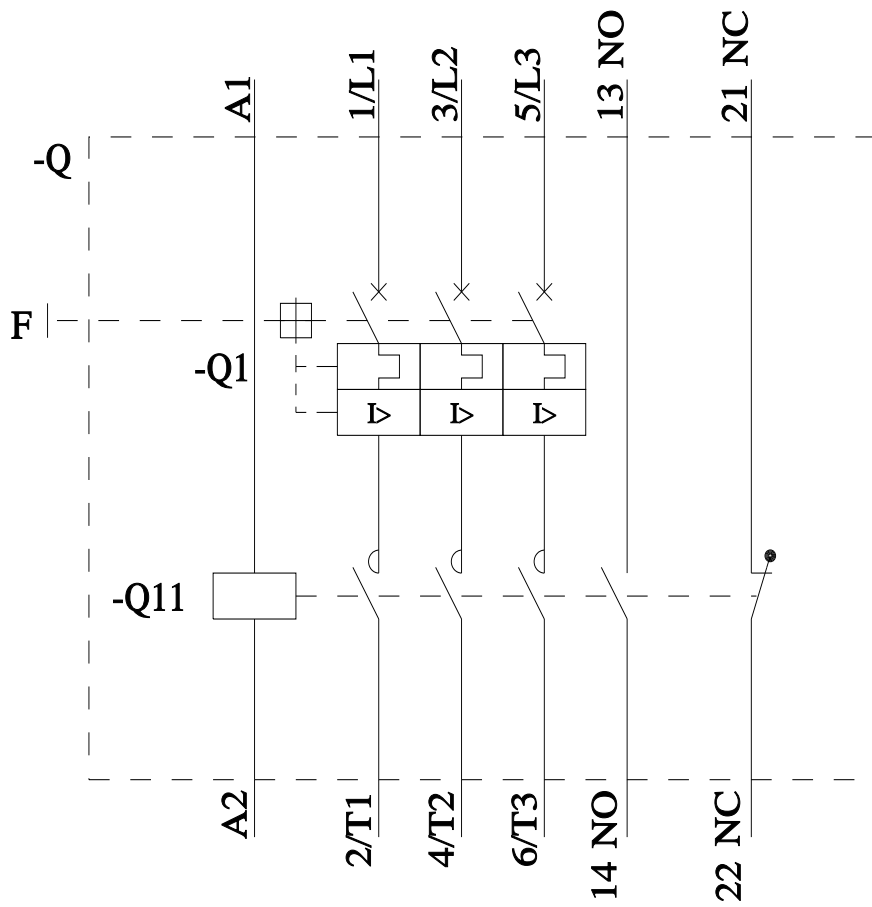 A1
1/L1
3/L2
5/L3
13 NO
21 NC
-Q
F
-Q1
I>
I>
I>
-Q11
A2
2/T1
4/T2
6/T3
14 NO
22 NC